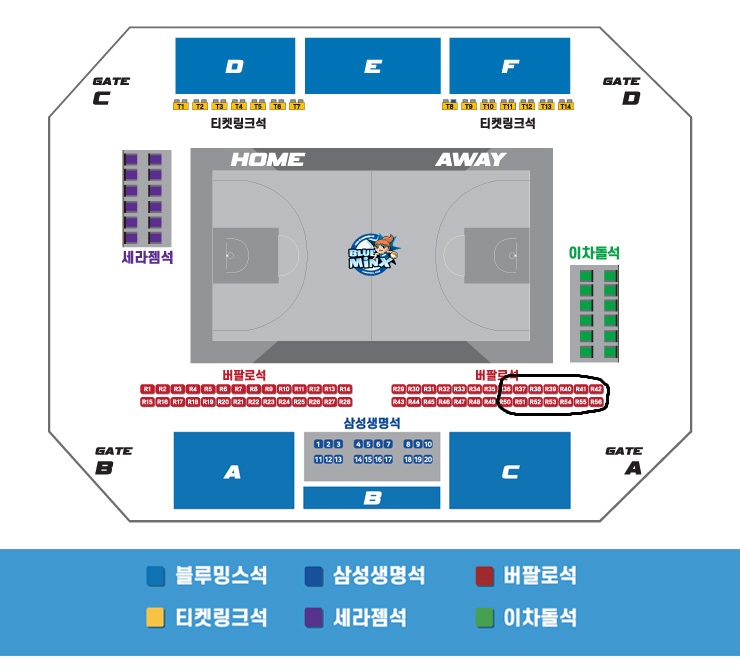 D E F
GATE C
GATE D
T1 T2 T3 T4 T5 T6 T7
T8 T9 T10 T11 T12 T13 T14
티켓링크석
티켓링크석
HOME AWAY
BLUE MINX
세라젬석
이차돌석
버팔로석
버팔로석
R1 R2 R3 R4 R5 R6 R7 R8 R9 R10 R11 R12 R13 R14
R29 R30 R31 R32 R33 R34 R35 R36 R37 R38 R39 R40 R41 R42
R15 R16 R17 R18 R19 R20 R21 R22 R23 R24 R25 R26 R27 R28
R43 R44 R45 R46 R47 R48 R49 R50 R51 R52 R53 R54 R55 R56
삼성생명석
1 2 3 4 5 6 7 8 9 10
11 12 13 14 15 16 17 18 19 20
GATE B
GATE A
A B C
블루밍스석 삼성생명석 버팔로석
티켓링크석 세라젬석 이차돌석